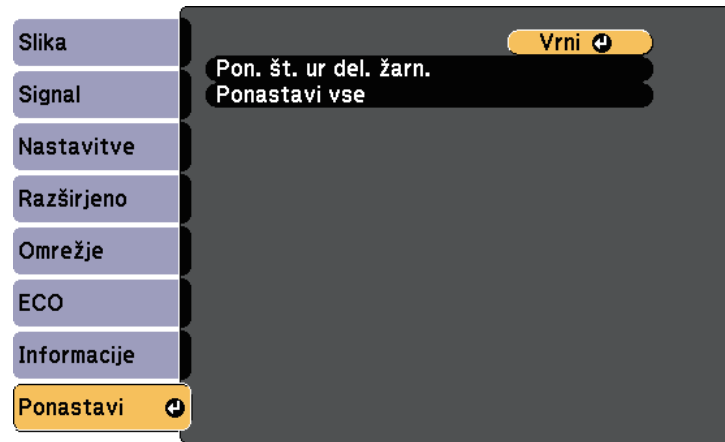 Slika
Signal
Nastavitve
Razširjeno
Omrežje
ECO
Informacije
Ponastavi
Vrni
Pon. št. ur del. žarn.
Ponastavi vse